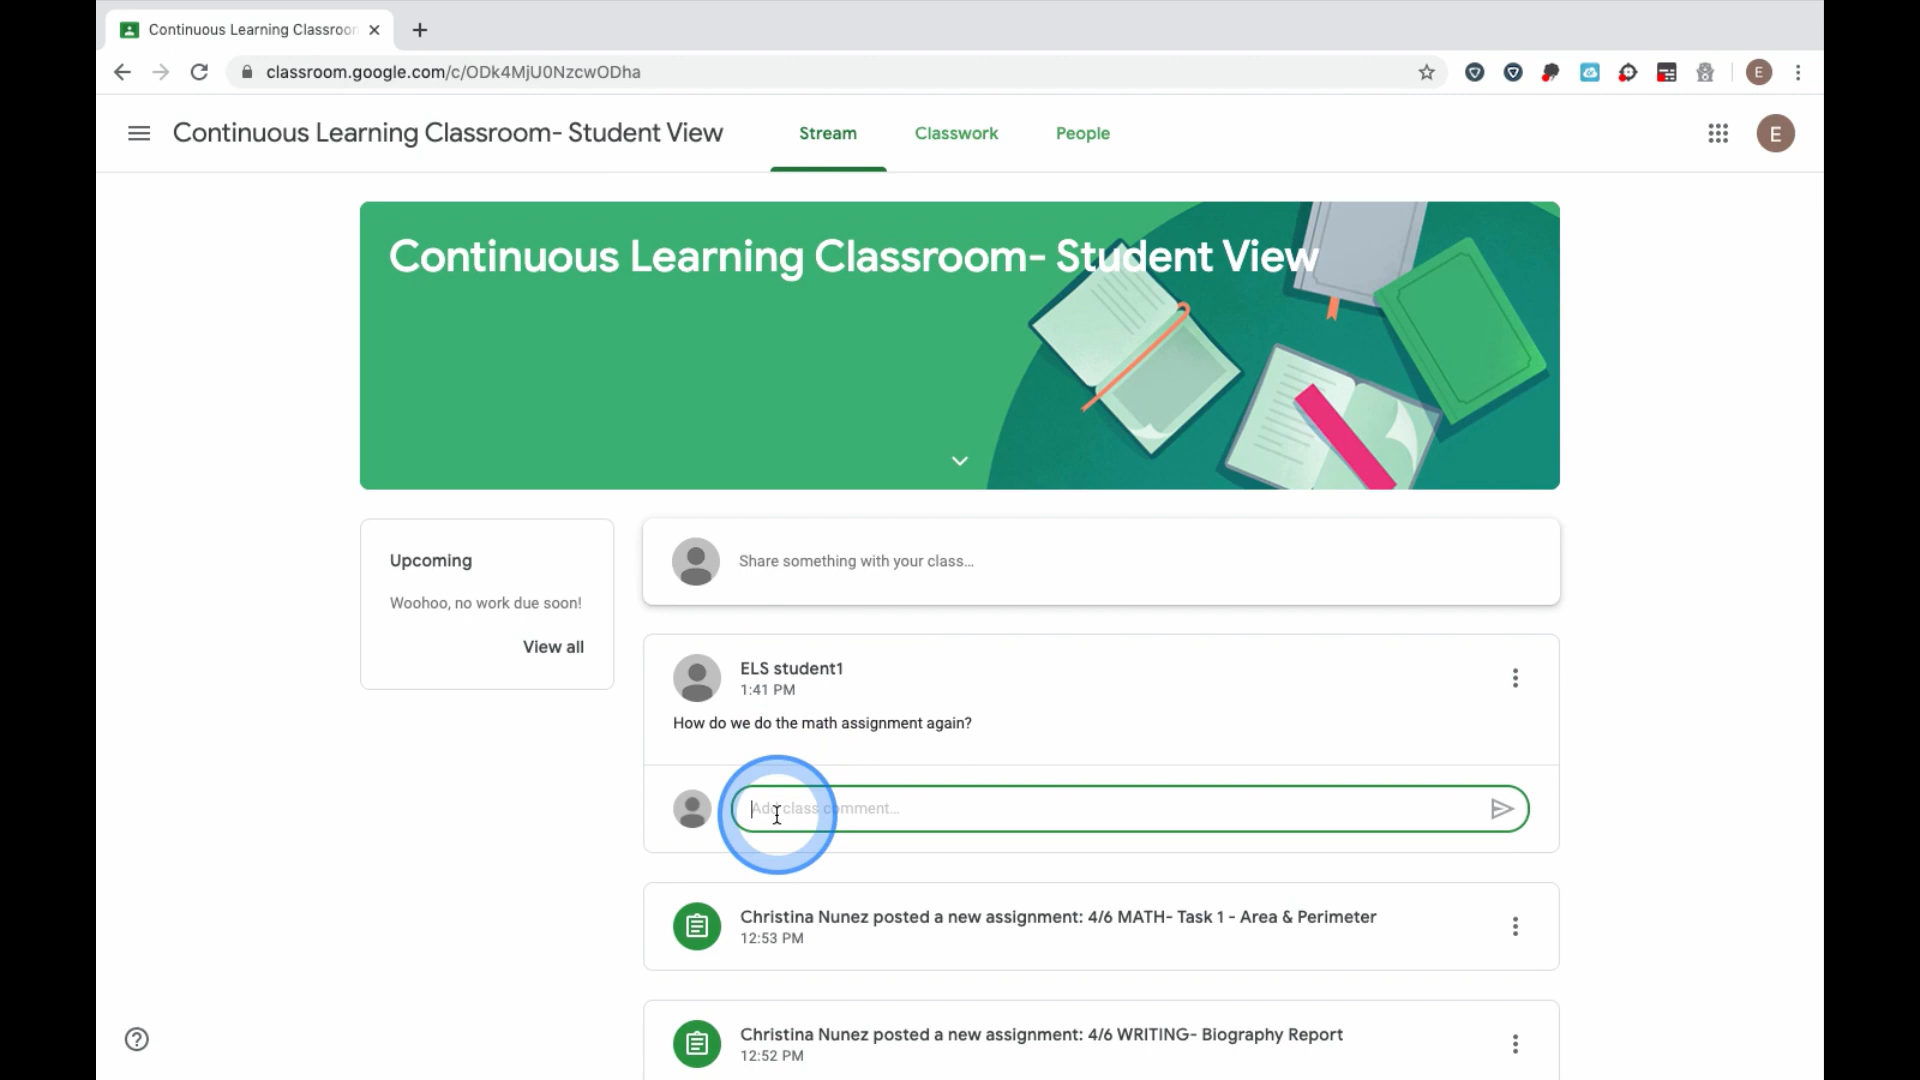 Continuous Learning Classroom
classroom.google.com/c/ODk4MjU0NzcwODha
E
Continuous Learning Classroom- Student View
Stream
Classwork
People
E
Continuous Learning Classroom- Student View
Upcoming
Woohoo, no work due soon!
View all
Share something with your class...
ELS student1
1:41 PM
How do we do the math assignment again?
Add class comment...
Christina Nunez posted a new assignment: 4/6 MATH- Task 1 - Area & Perimeter
12:53 PM
Christina Nunez posted a new assignment: 4/6 WRITING- Biography Report
12:52 PM